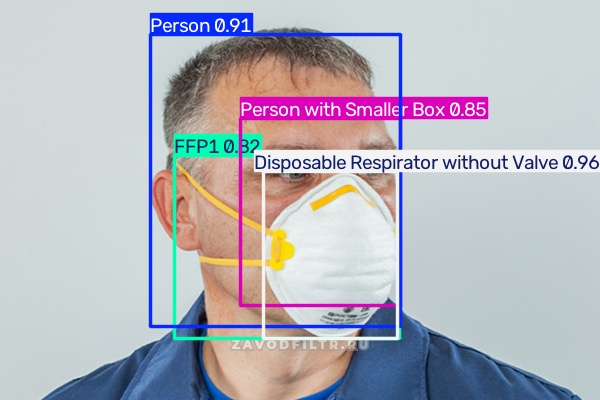 Person 0.91
Person with Smaller Box 0.85
FFP1 0.82
Disposable Respirator without Valve 0.96
ZAVODFILTR.RU